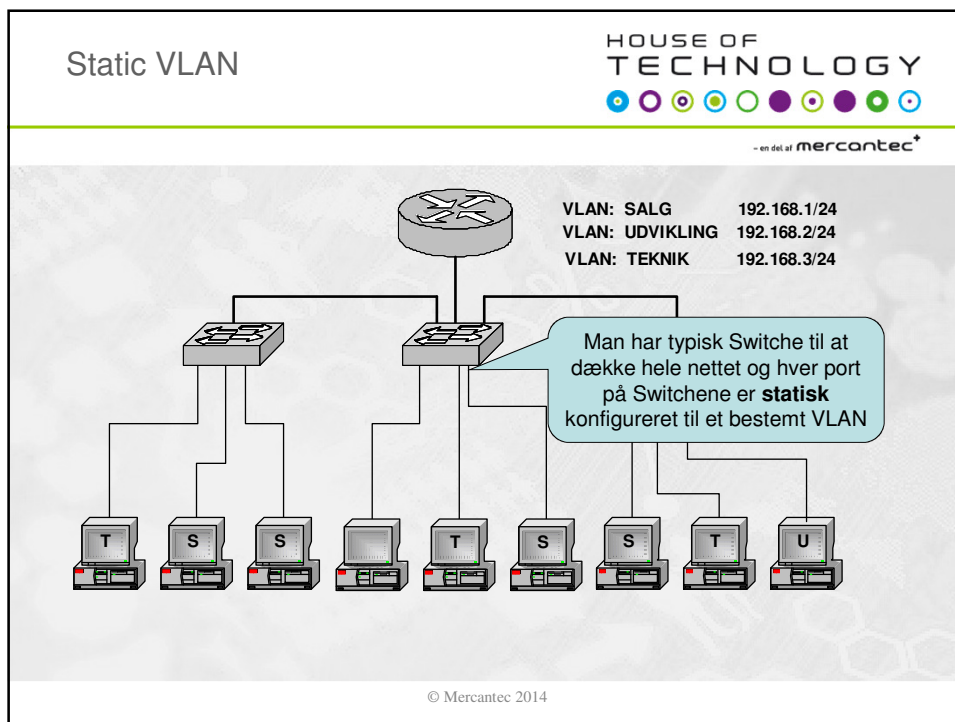 Static VLAN
HOUSE OF
TECHNOLOGY
- en del af mercantec+
VLAN: SALG 192.168.1/24
VLAN: UDVIKLING 192.168.2/24
VLAN: TEKNIK 192.168.3/24
Man har typisk Switche til at
dække hele nettet og hver port
på Switchene er statisk
konfigureret til et bestemt VLAN
T S S T S S T U
© Mercantec 2014